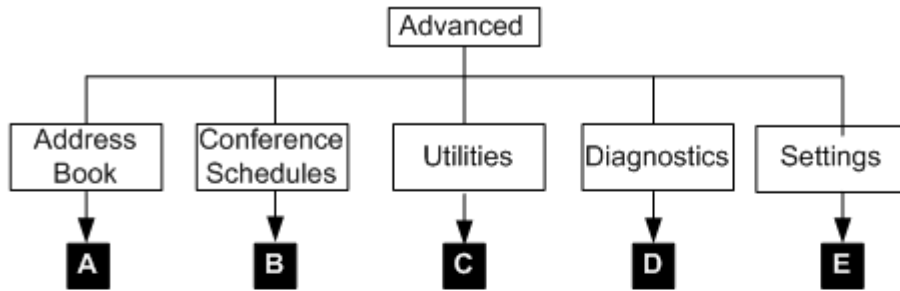 Advanced
Address
Book
Conference
Schedules
Utilities
Diagnostics
Settings
A
B
C
D
E